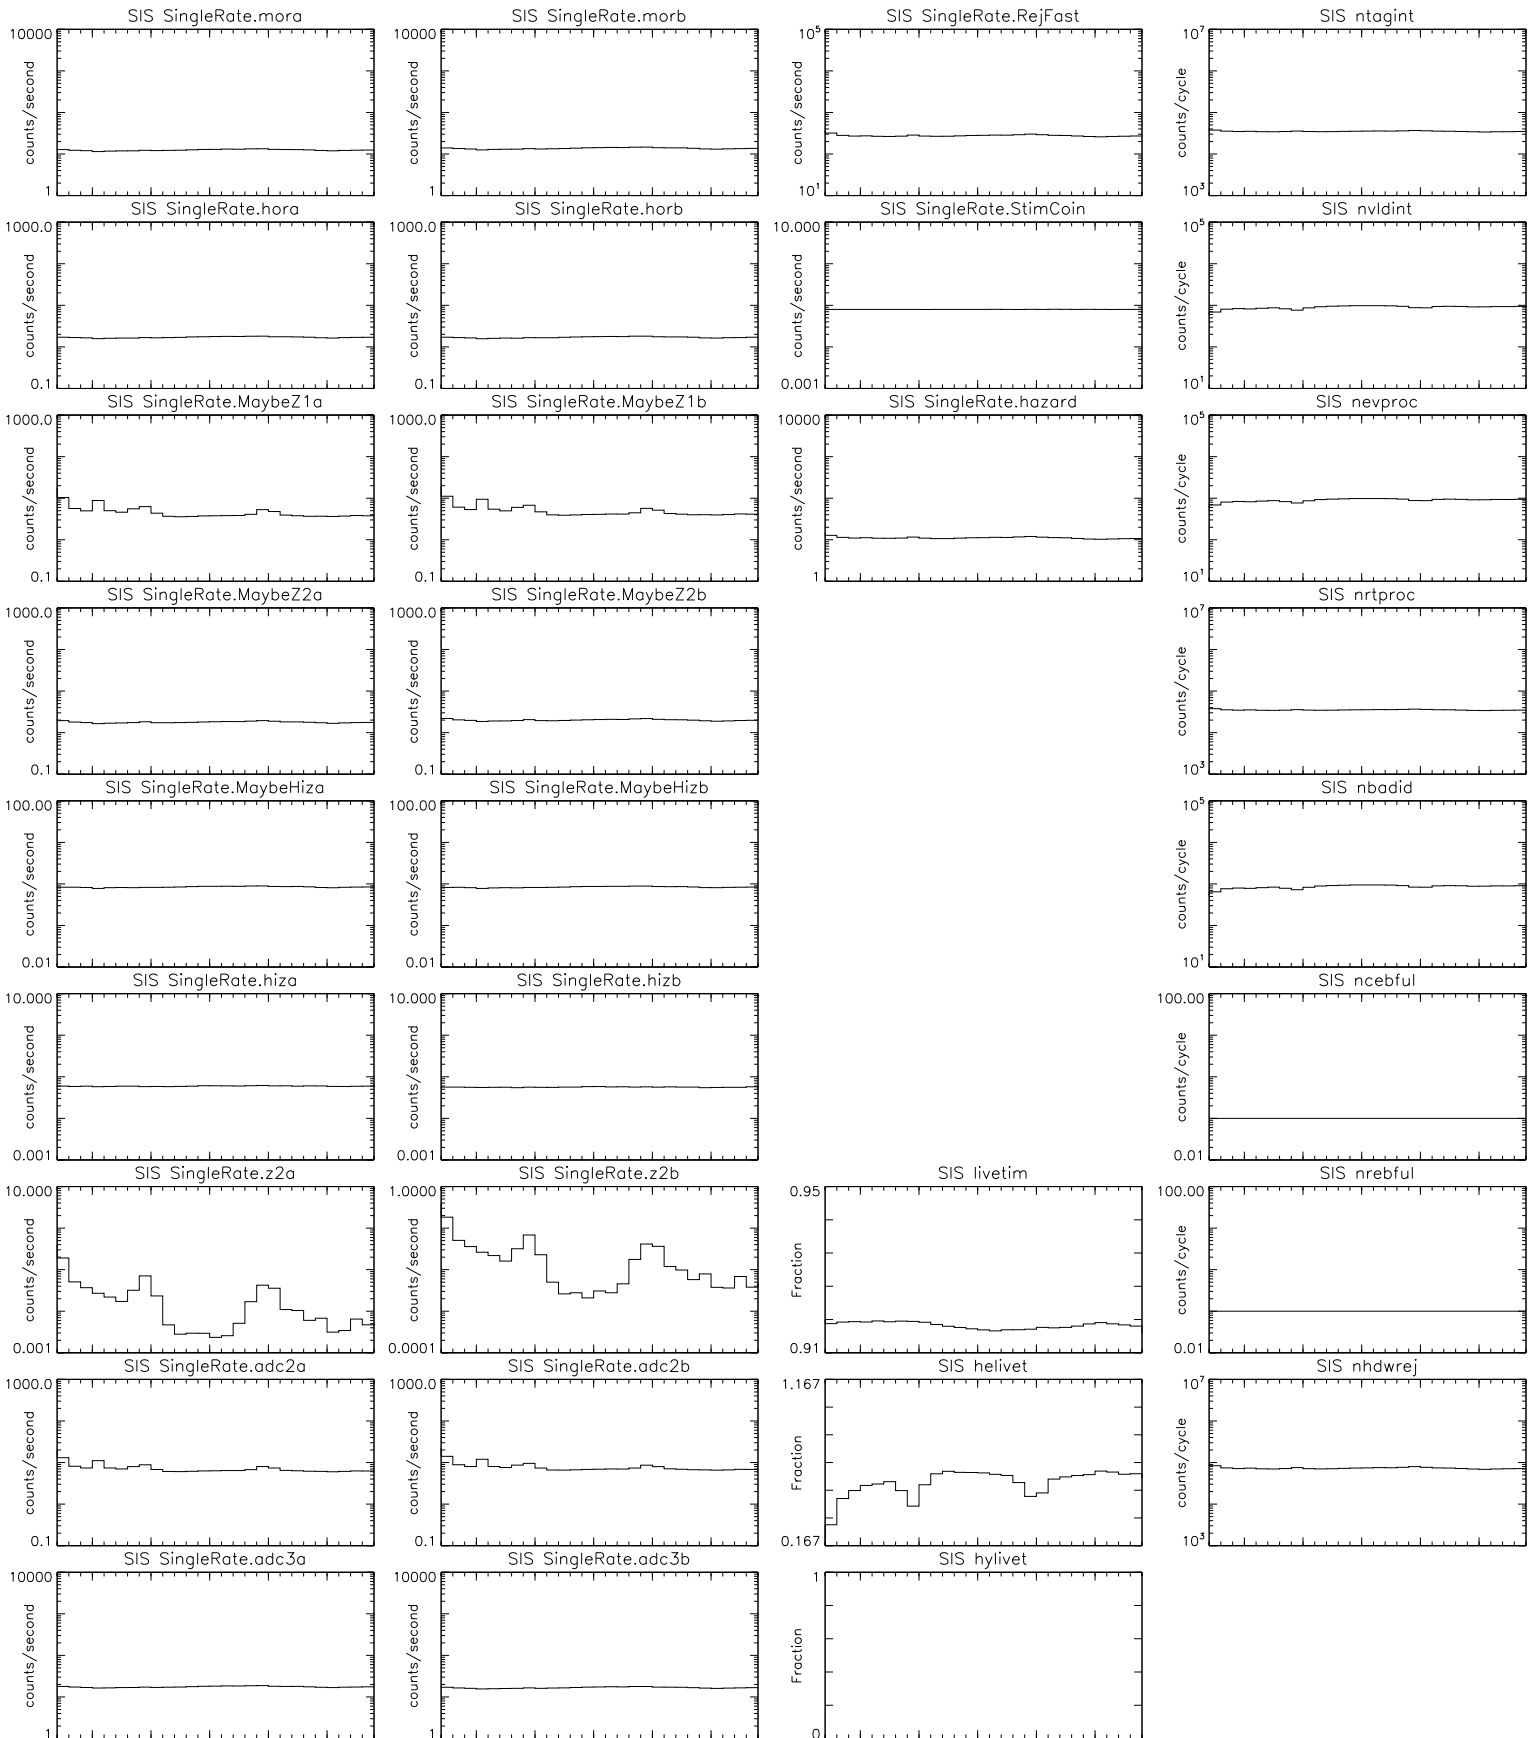 SIS SingleRate.mora
10000
counts/second
1
SIS SingleRate.morb
10000
counts/second
1
SIS SingleRate.RejFast
10^5
counts/second
10^1
SIS ntagint
10^7
counts/cycle
10^3
SIS SingleRate.hora
1000.0
counts/second
0.1
SIS SingleRate.horb
1000.0
counts/second
0.1
SIS SingleRate.StimCoin
10.000
counts/second
0.001
SIS nvldint
10^5
counts/cycle
10^1
SIS SingleRate.MaybeZ1a
1000.0
counts/second
0.1
SIS SingleRate.MaybeZ1b
1000.0
counts/second
0.1
SIS SingleRate.hazard
10000
counts/second
1
SIS nevproc
10^5
counts/cycle
10^1
SIS SingleRate.MaybeZ2a
1000.0
counts/second
0.1
SIS SingleRate.MaybeZ2b
1000.0
counts/second
0.1
SIS nrtproc
10^7
counts/cycle
10^3
SIS SingleRate.MaybeHiza
100.00
counts/second
0.01
SIS SingleRate.MaybeHizb
100.00
counts/second
0.01
SIS nbadid
10^5
counts/cycle
10^1
SIS SingleRate.hiza
10.000
counts/second
0.001
SIS SingleRate.hizb
10.000
counts/second
0.001
SIS ncebful
100.00
counts/cycle
0.01
SIS SingleRate.z2a
10.000
counts/second
0.001
SIS SingleRate.z2b
1.0000
counts/second
0.0001
SIS livetim
0.95
Fraction
0.91
SIS nrebful
100.00
counts/cycle
0.01
SIS SingleRate.adc2a
1000.0
counts/second
0.1
SIS SingleRate.adc2b
1000.0
counts/second
0.1
SIS helivet
1.167
Fraction
0.167
SIS nhdwrej
10^7
counts/cycle
10^3
SIS SingleRate.adc3a
10000
counts/second
1
SIS SingleRate.adc3b
10000
counts/second
1
SIS hylivet
1
Fraction
0